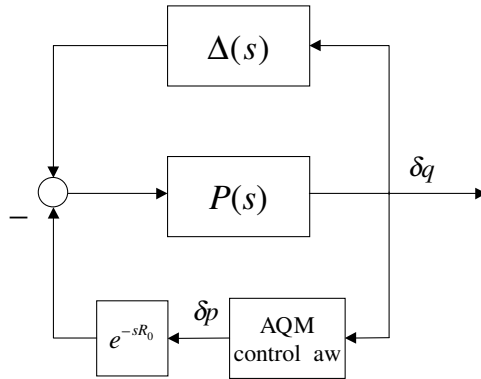 Δ(s)
δq
P(s)
−
δp
e^{-sR_0}
AQM
control aw